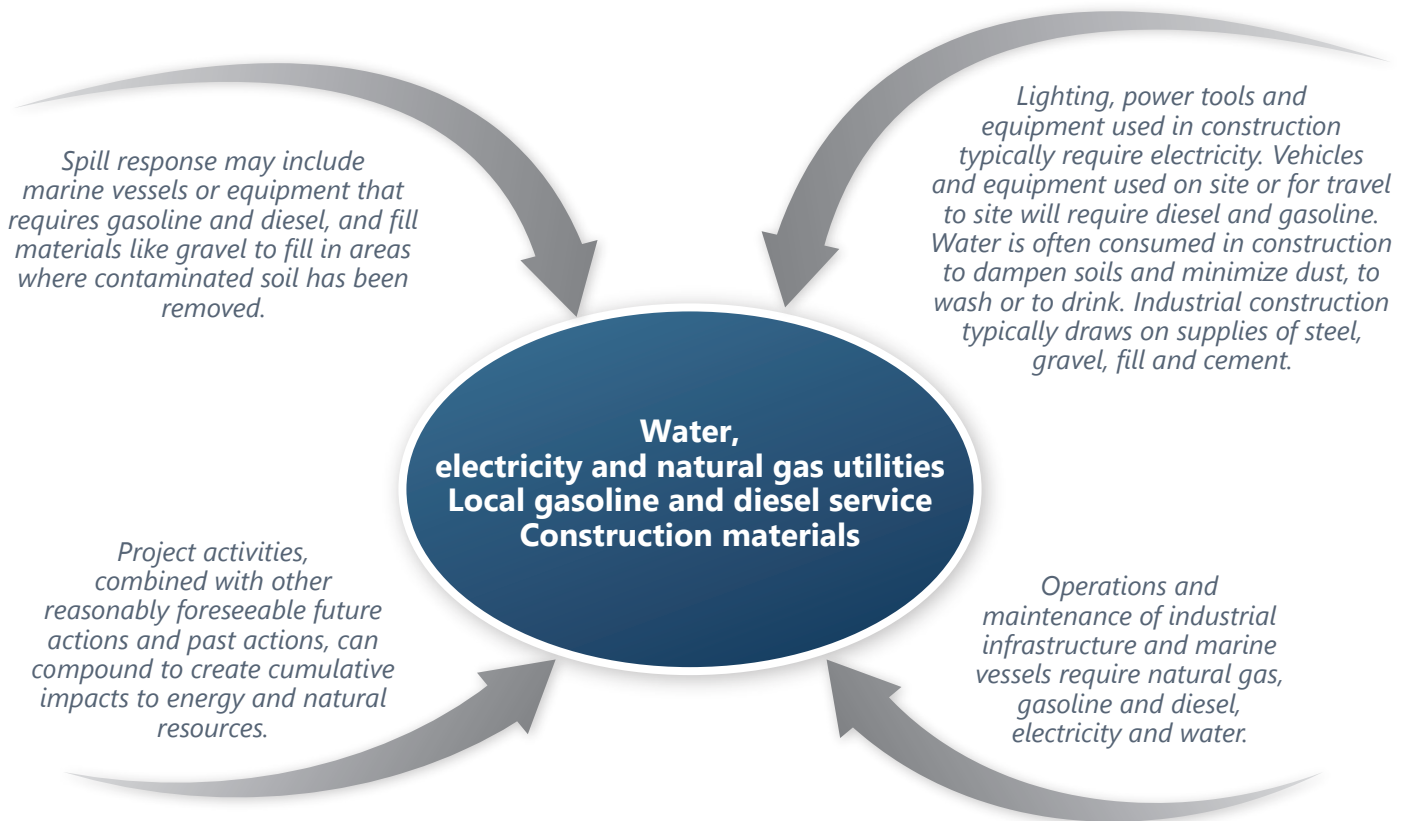 Spill response may include
marine vessels or equipment that
requires gasoline and diesel, and fill
materials like gravel to fill in areas
where contaminated soil has been
removed.
Lighting, power tools and
equipment used in construction
typically require electricity. Vehicles
and equipment used on site or for travel
to site will require diesel and gasoline.
Water is often consumed in construction
to dampen soils and minimize dust, to
wash or to drink. Industrial construction
typically draws on supplies of steel,
gravel, fill and cement.
Water,
electricity and natural gas utilities
Local gasoline and diesel service
Construction materials
Project activities,
combined with other
reasonably foreseeable future
actions and past actions, can
compound to create cumulative
impacts to energy and natural
resources.
Operations and
maintenance of industrial
infrastructure and marine
vessels require natural gas,
gasoline and diesel,
electricity and water.